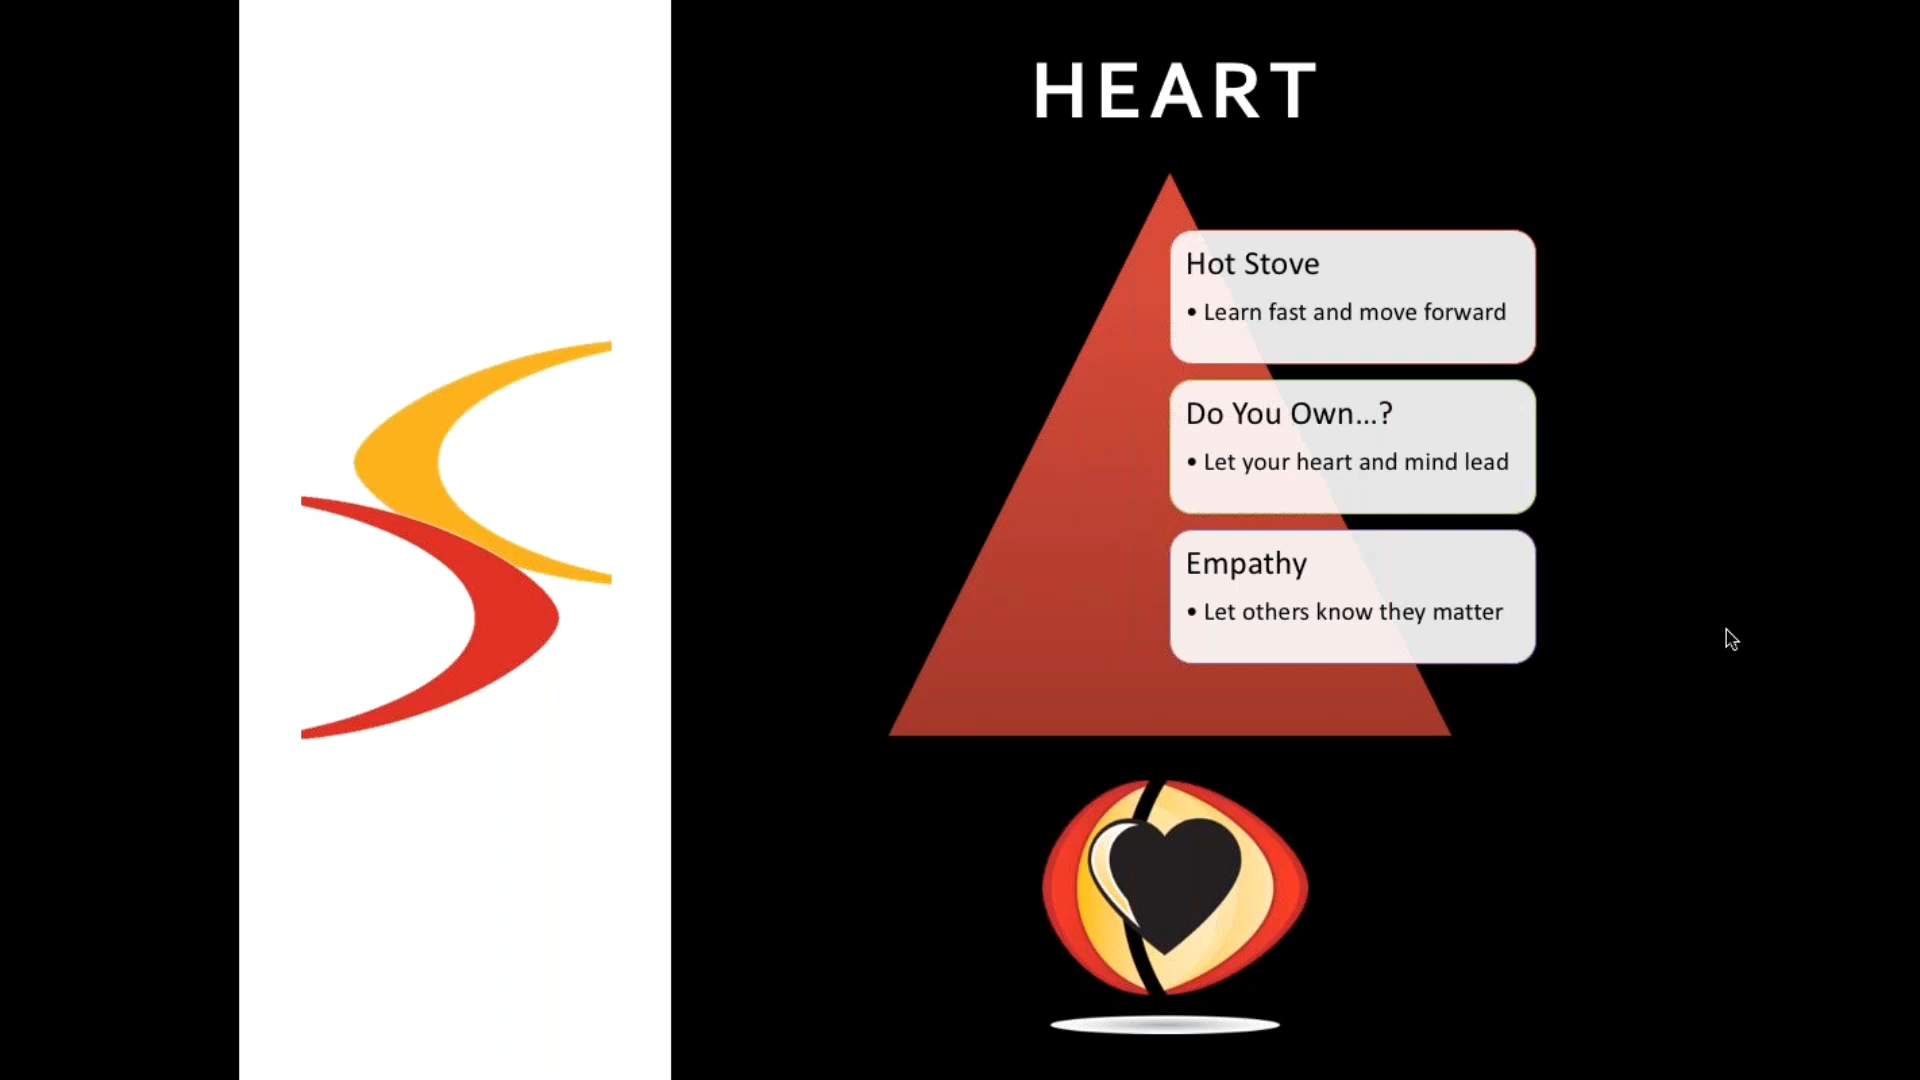 HEART
Hot Stove
• Learn fast and move forward
Do You Own...?
• Let your heart and mind lead
Empathy
• Let others know they matter